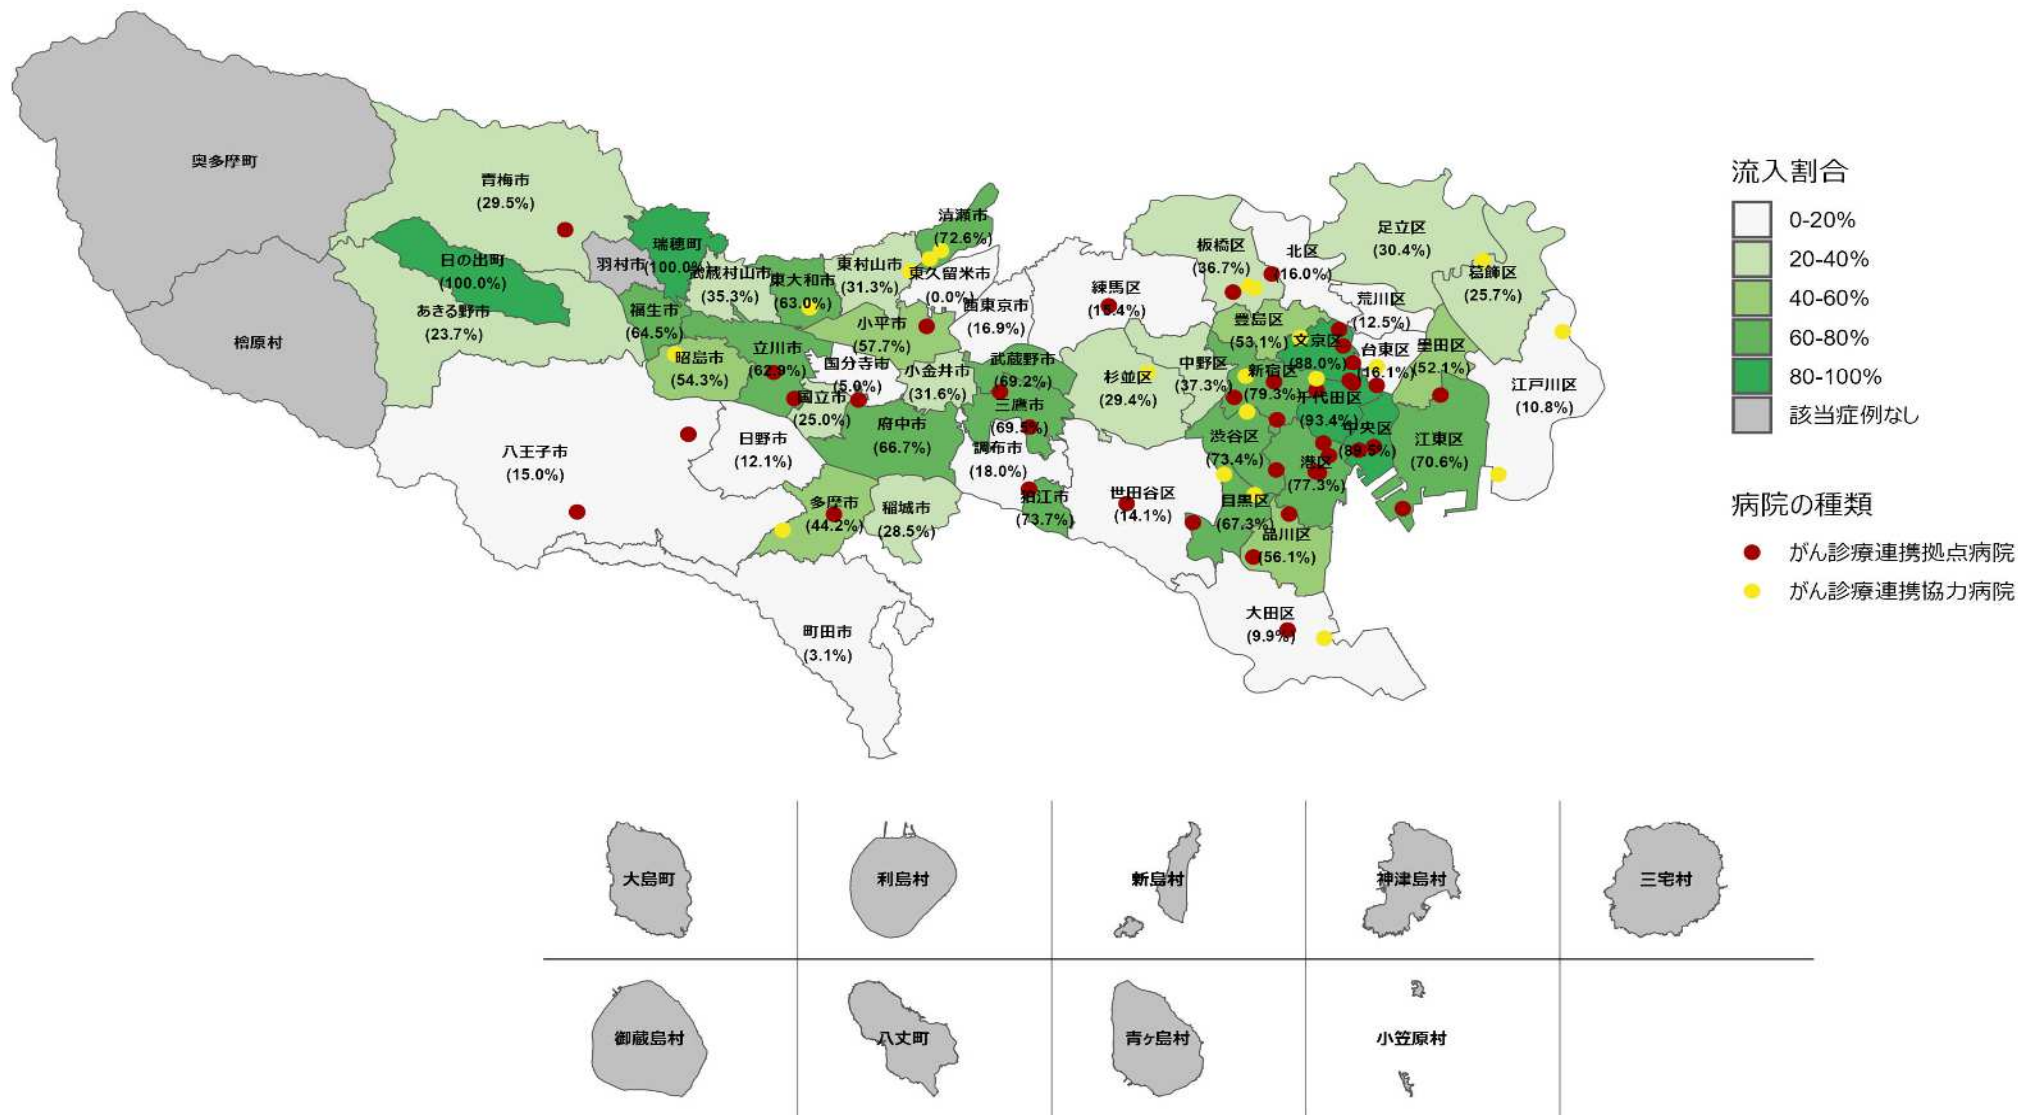 奥多摩町
青梅市
(29.5%)
日の出町
(100.0%)
あきる野市
(23.7%)
檜原村
羽村市
瑞穂町
(100.0%)
武蔵村山市
(35.3%)
福生市
(64.5%)
東大和市
(63.0%)
東村山市
(31.3%)
清瀬市
(72.6%)
東久留米市
(0.0%)
西東京市
(16.9%)
小平市
(57.7%)
昭島市
(54.3%)
立川市
(62.9%)
国分寺市
(5.0%)
小金井市
(31.6%)
武蔵野市
(69.2%)
三鷹市
(69.5%)
国立市
(25.0%)
府中市
(66.7%)
調布市
(18.0%)
狛江市
(73.7%)
八王子市
(15.0%)
日野市
(12.1%)
多摩市
(44.2%)
稲城市
(28.5%)
町田市
(3.1%)
練馬区
板橋区
(36.7%)
北区
(16.0%)
足立区
(30.4%)
葛飾区
(25.7%)
荒川区
(12.5%)
豊島区
(53.1%)
文京区
(88.0%)
台東区
(16.1%)
墨田区
(52.1%)
江戸川区
(10.8%)
杉並区
(29.4%)
中野区
(37.3%)
新宿区
(79.3%)
千代田区
(93.4%)
中央区
(89.5%)
江東区
(70.6%)
渋谷区
(73.4%)
港区
(77.3%)
世田谷区
(14.1%)
目黒区
(67.3%)
品川区
(56.1%)
大田区
(9.9%)
流入割合
0-20%
20-40%
40-60%
60-80%
80-100%
該当症例なし
病院の種類
がん診療連携拠点病院
がん診療連携協力病院
大島町
利島村
新島村
神津島村
三宅村
御蔵島村
八丈町
青ヶ島村
小笠原村